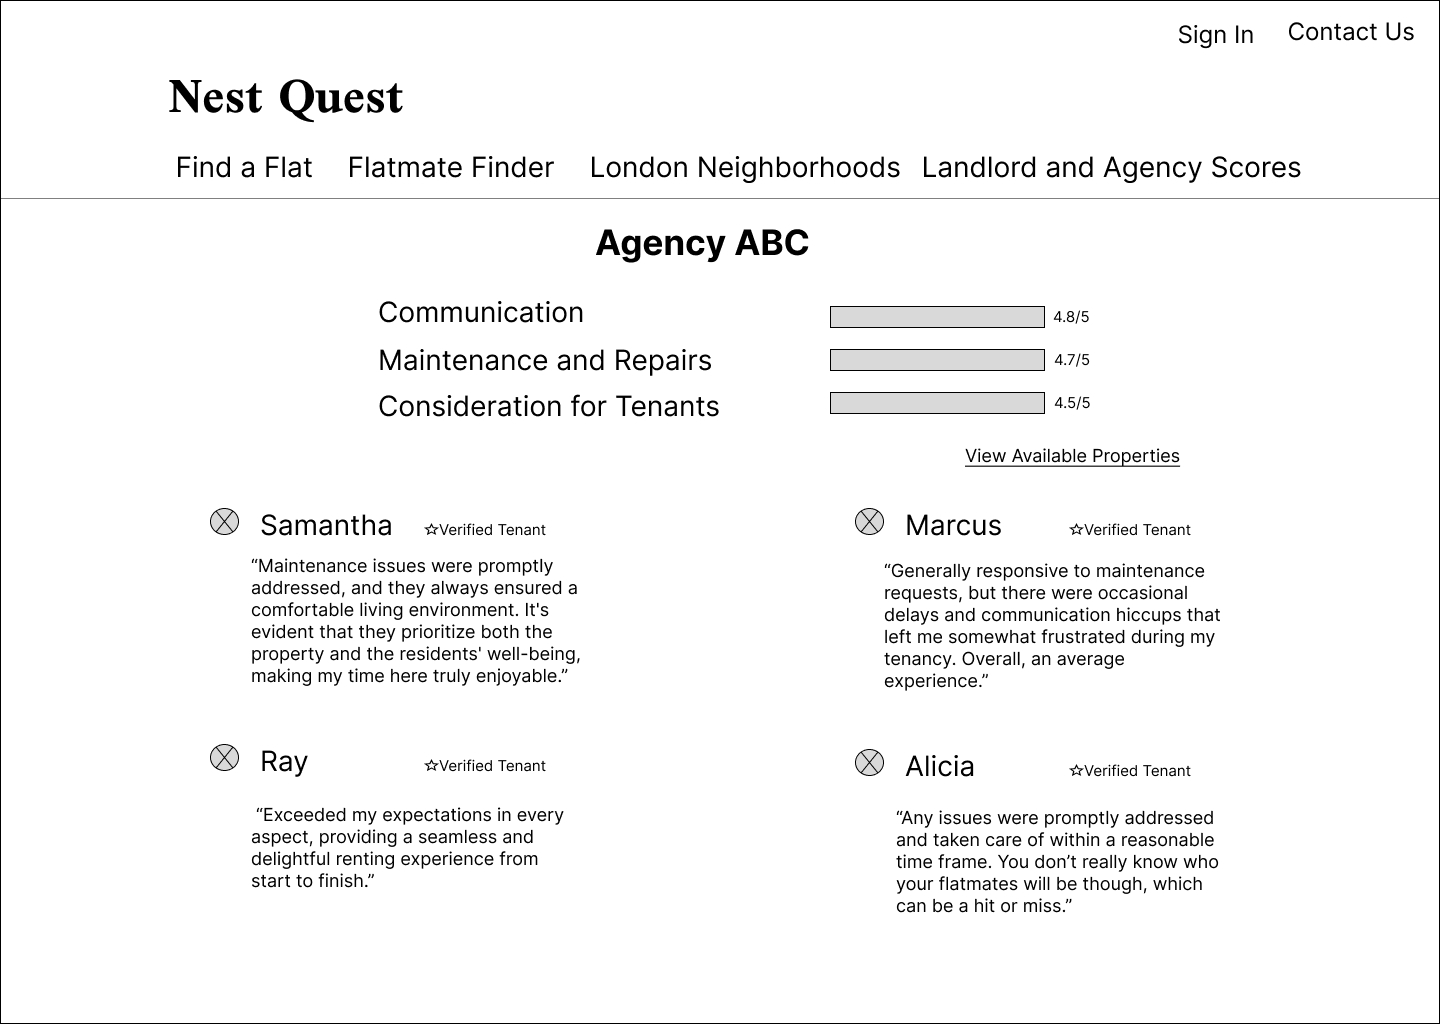 Sign In
Contact Us
Nest Quest
Find a Flat
Flatmate Finder
London Neighborhoods
Landlord and Agency Scores
Agency ABC
Communication
4.8/5
Maintenance and Repairs
4.7/5
Consideration for Tenants
4.5/5
View Available Properties
Samantha
☆Verified Tenant
“Maintenance issues were promptly
addressed, and they always ensured a
comfortable living environment. It's
evident that they prioritize both the
property and the residents' well-being,
making my time here truly enjoyable.”
Marcus
☆Verified Tenant
“Generally responsive to maintenance
requests, but there were occasional
delays and communication hiccups that
left me somewhat frustrated during my
tenancy. Overall, an average
experience.”
Ray
☆Verified Tenant
“Exceeded my expectations in every
aspect, providing a seamless and
delightful renting experience from
start to finish.”
Alicia
☆Verified Tenant
“Any issues were promptly addressed
and taken care of within a reasonable
time frame. You don’t really know who
your flatmates will be though, which
can be a hit or miss.”